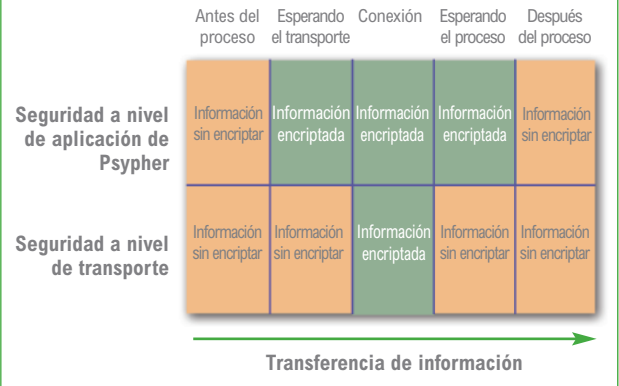 Antes del
proceso
Esperando
el transporte
Conexión
Esperando
el proceso
Después
del proceso
Seguridad a nivel
de aplicación de
Psypher
Información
sin encriptar
Información
encriptada
Información
encriptada
Información
encriptada
Información
sin encriptar
Seguridad a nivel
de transporte
Información
sin encriptar
Información
sin encriptar
Información
encriptada
Información
sin encriptar
Información
sin encriptar
Transferencia de información